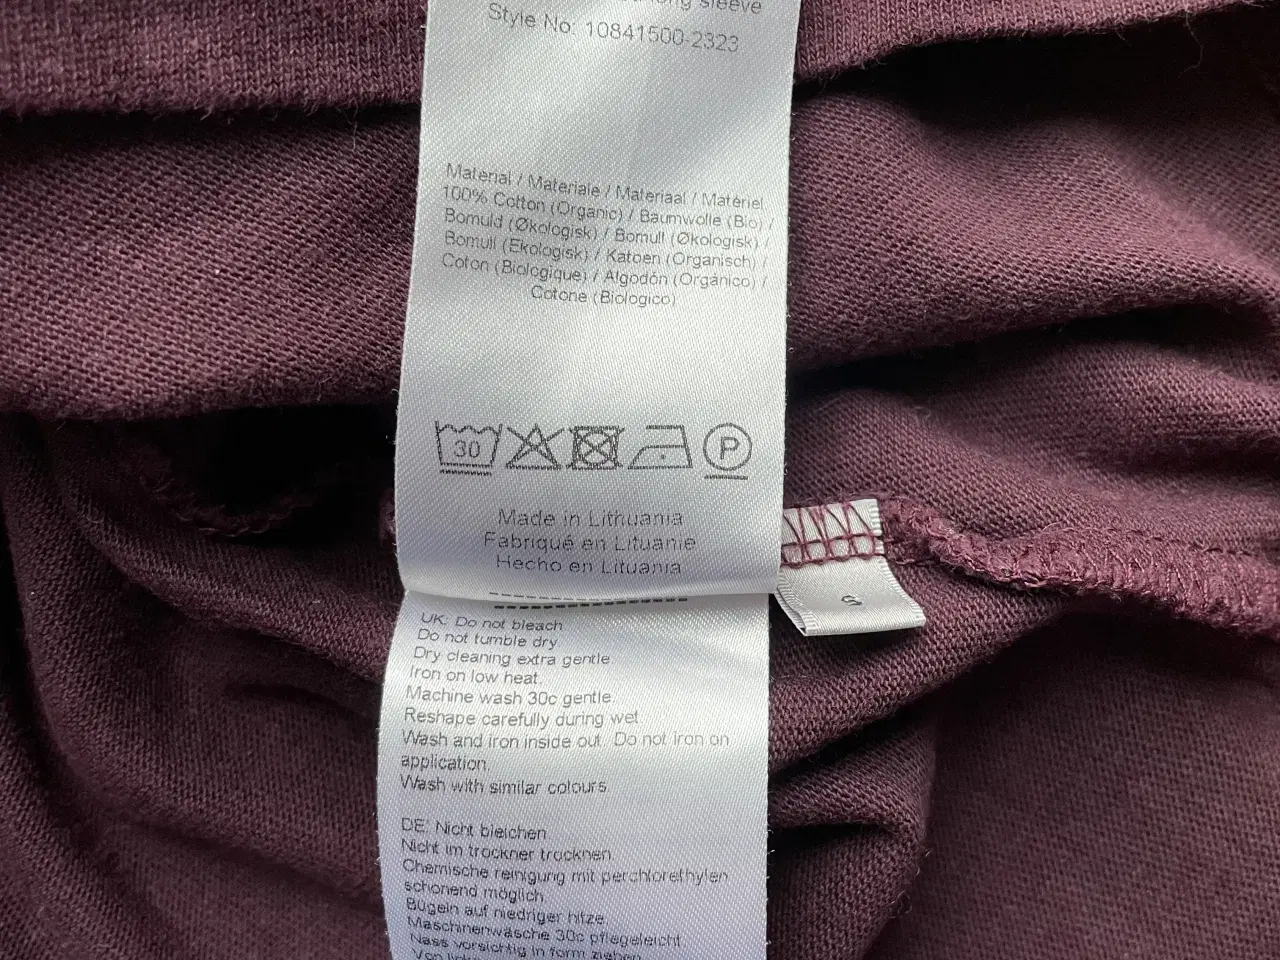 long sleeve
Style No: 10841500-2323
Material / Materiale / Materiaal / Matériel
100% Cotton (Organic) / Baumwolle (Bio) /
Bomuld (Økologisk) / Bomull (Økologisk) /
Bomull (Ekologisk) / Katoen (Organisch) /
Coton (Biologique) / Algodón (Orgánico) /
Cotone (Biologico)
30 P
Made in Lithuania
Fabriqué en Lituanie
Hecho en Lituania
S
UK: Do not bleach
Do not tumble dry
Dry cleaning extra gentle.
Iron on low heat.
Machine wash 30c gentle.
Reshape carefully during wet
Wash and iron inside out. Do not iron on
application.
Wash with similar colours.
DE: Nicht bleichen
Nicht im trockner trocknen.
Chemische reinigung mit perchlorethylen
schonend möglich.
Bügeln auf niedriger hitze.
Maschinenwäsche 30c pflegeleicht
Nass vorsichtig in form ziehen
Von